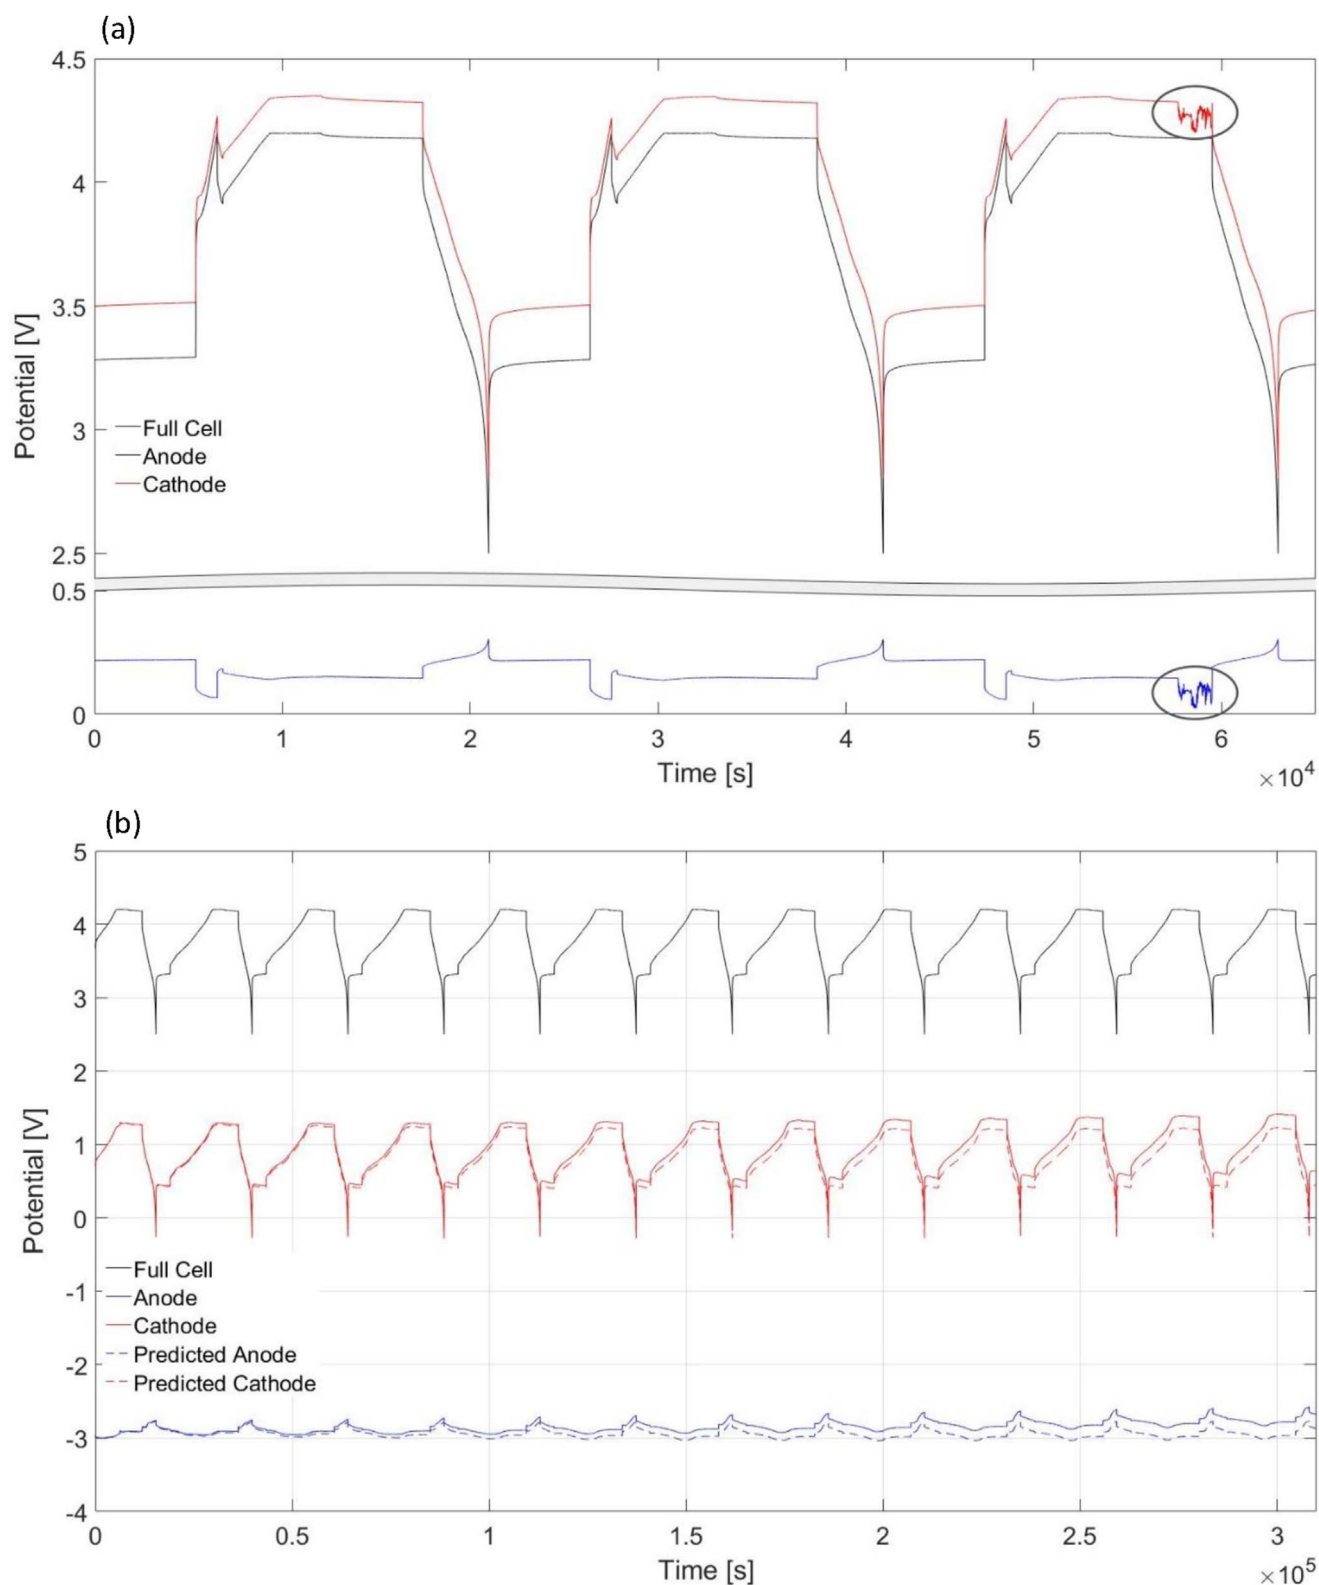 (a)
4.5
4
3.5
3
2.5
0.5
0
Potential [V]
Full Cell
Anode
Cathode
0 1 2 3 4 5 6
Time [s]
×10⁴
(b)
5
4
3
2
1
0
-1
-2
-3
-4
Potential [V]
Full Cell
Anode
Cathode
Predicted Anode
Predicted Cathode
0 0.5 1 1.5 2 2.5 3
Time [s]
×10⁵